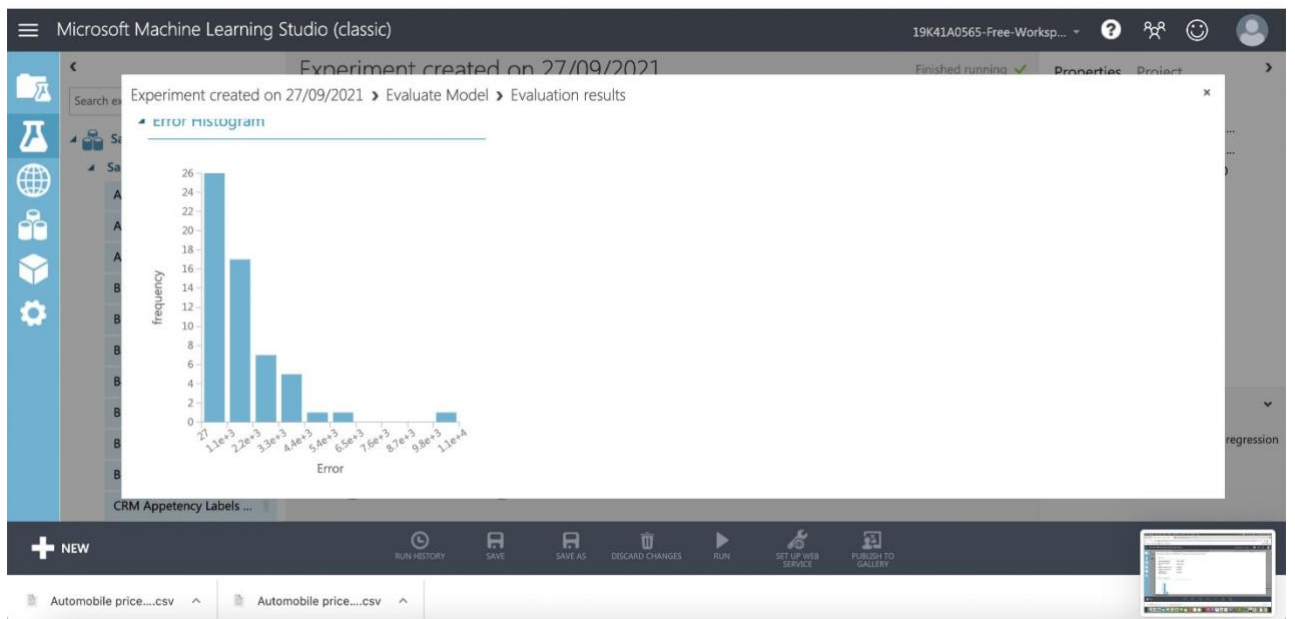 Microsoft Machine Learning Studio (classic)
19K41A0565-Free-Worksp...
Experiment created on 27/09/2021
Finished running
Properties Project
Search ex
Experiment created on 27/09/2021 > Evaluate Model > Evaluation results
×
Error Histogram
Sa
Sa
A
A
A
B
B
B
B
B
B
B
CRM Appetency Labels ...
26
24
22
20
18
16
14
12
10
8
6
4
2
0
frequency
27
1.1e+3
2.2e+3
3.3e+3
4.4e+3
5.4e+3
6.5e+3
7.6e+3
8.7e+3
9.8e+3
1.1e+4
Error
regression
NEW
RUN HISTORY
SAVE
SAVE AS
DISCARD CHANGES
RUN
SET UP WEB
SERVICE
PUBLISH TO
GALLERY
Automobile price....csv
Automobile price....csv